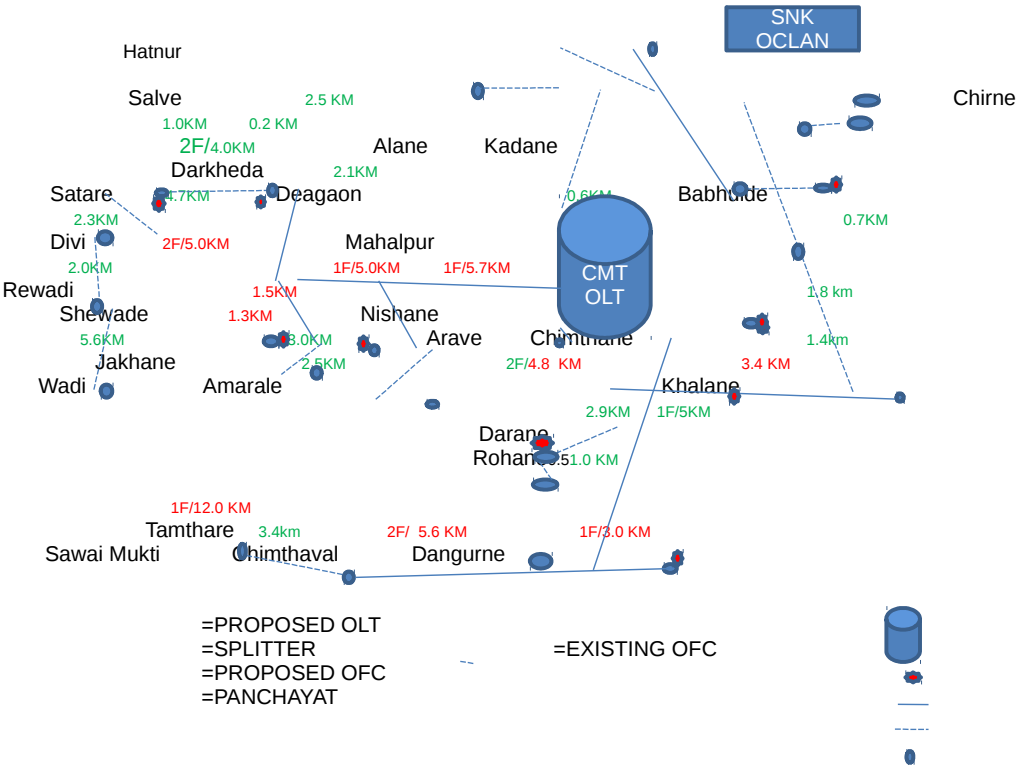 SNK
OCLAN
Hatnur
Salve 2.5 KM Chirne
1.0KM 0.2 KM
2F/4.0KM Alane Kadane
Darkheda 2.1KM
Satare 4.7KM Deagaon 0.6KM Babhulde
2.3KM 0.7KM
Divi 2F/5.0KM Mahalpur
2.0KM 1F/5.0KM 1F/5.7KM CMT
Rewadi 1.5KM OLT 1.8 km
Shewade 1.3KM Nishane
5.6KM 3.0KM Arave Chimthane 1.4km
Jakhane 2.5KM 2F/4.8 KM 3.4 KM
Wadi Amarale Khalane
2.9KM 1F/5KM
Darane
Rohane 0.51.0 KM
1F/12.0 KM
Tamthare 3.4km 2F/ 5.6 KM 1F/3.0 KM
Sawai Mukti Chimthaval Dangurne
=PROPOSED OLT
=SPLITTER =EXISTING OFC
=PROPOSED OFC
=PANCHAYAT